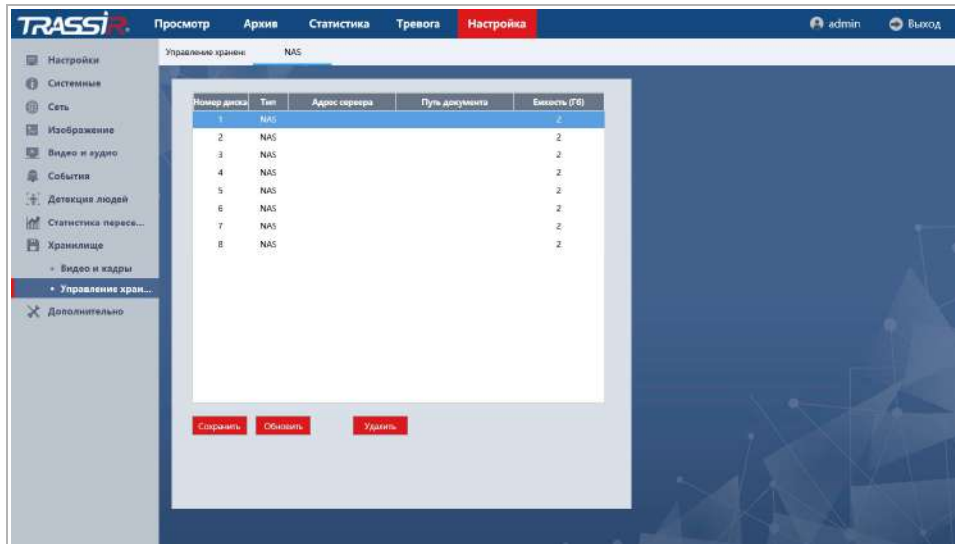 TRASSIR Просмотр Архив Статистика Тревога Настройка admin Выход
Управление хранен NAS
Настройки
Системные
Сеть
Изображение
Видео и аудио
События
Детекция людей
Статистика пересе...
Хранилище
Видео и кадры
Управление хран...
Дополнительно
Номер диска Тип Адрес сервера Путь документа Емкость (Гб)
1 NAS 2
2 NAS 2
3 NAS 2
4 NAS 2
5 NAS 2
6 NAS 2
7 NAS 2
8 NAS 2
Сохранить Обновить Удалить